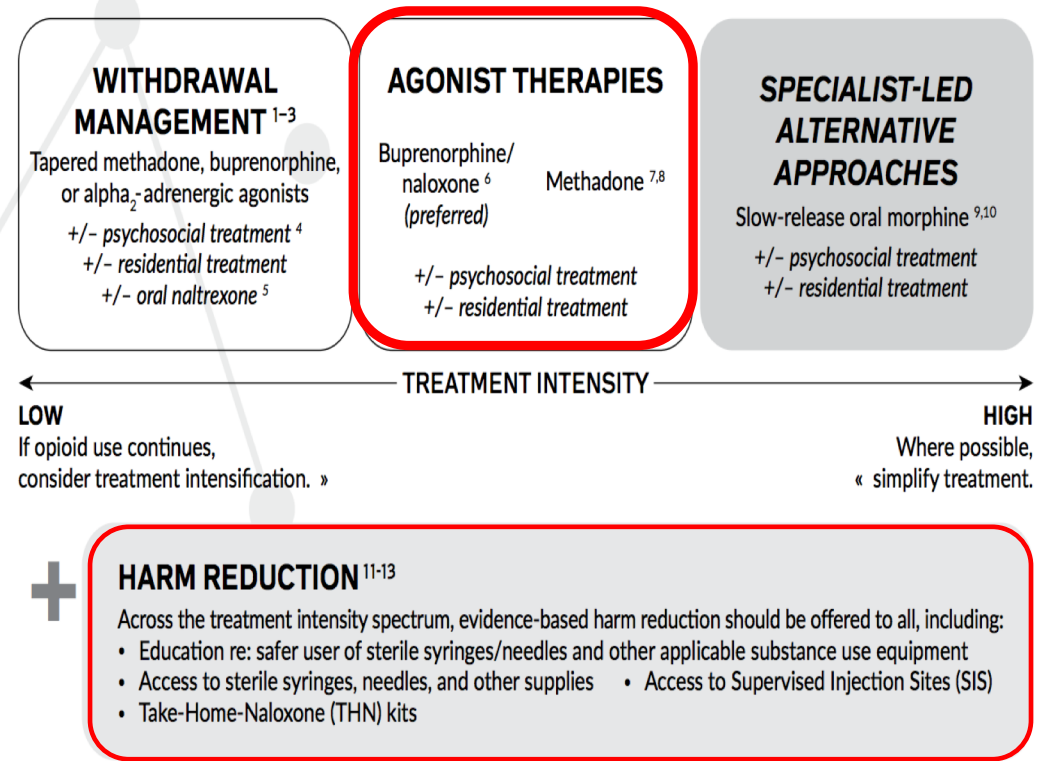 WITHDRAWAL
MANAGEMENT 1–3
Tapered methadone, buprenorphine,
or alpha2-adrenergic agonists
+/– psychosocial treatment 4
+/– residential treatment
+/– oral naltrexone 5
AGONIST THERAPIES
Buprenorphine/
naloxone 6
(preferred)
Methadone 7,8
+/– psychosocial treatment
+/– residential treatment
SPECIALIST-LED
ALTERNATIVE
APPROACHES
Slow-release oral morphine 9,10
+/– psychosocial treatment
+/– residential treatment
TREATMENT INTENSITY
LOW
If opioid use continues,
consider treatment intensification. »
HIGH
Where possible,
« simplify treatment.
+
HARM REDUCTION 11-13
Across the treatment intensity spectrum, evidence-based harm reduction should be offered to all, including:
• Education re: safer user of sterile syringes/needles and other applicable substance use equipment
• Access to sterile syringes, needles, and other supplies • Access to Supervised Injection Sites (SIS)
• Take-Home-Naloxone (THN) kits